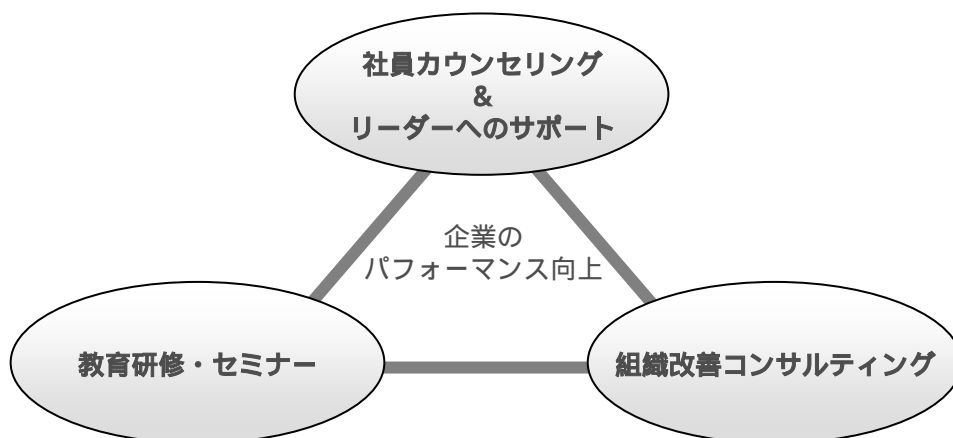 社員カウンセリング
&
リーダーへのサポート
企業の
パフォーマンス向上
教育研修・セミナー
組織改善コンサルティング